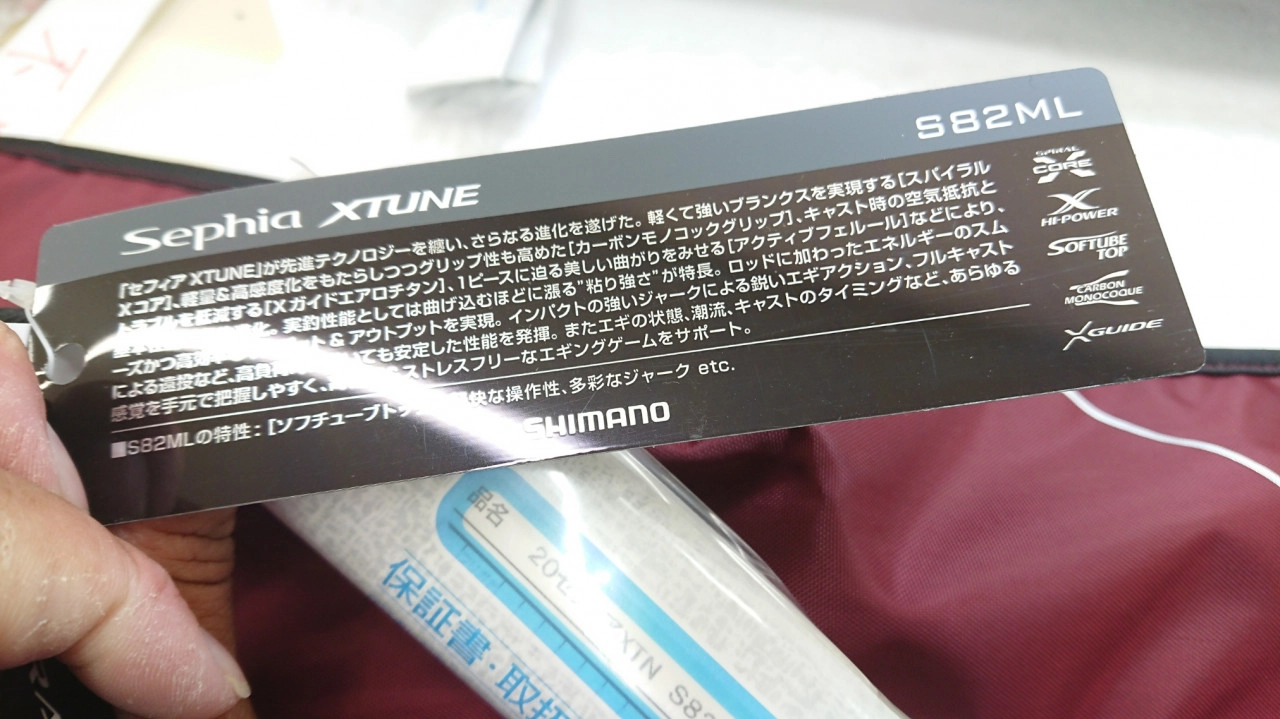 Sephia XTUNE
S82ML
「セフィア XTUNE」が先進テクノロジーを纏い、さらなる進化を遂げた。軽くて強いブランクスを実現する[スパイラル
Xコア]、軽量&高感度化をもたらしつつグリップ性も高めた[カーボンモノコックグリップ]、キャスト時の空気抵抗と
トラブルを低減する[Xガイドエアロチタン]、1ピースに迫る美しい曲がりをみせる[アクティブフェルール]などにより、
基本 化。実釣性能としては曲げ込むほどに漲る"粘り強さ"が特長。ロッドに加わったエネルギーのスム
ーズかつ高 ト & アウトプットを実現。インパクトの強いジャークによる鋭いエギアクション、フルキャスト
による遠投など、高負 いても安定した性能を発揮。またエギの状態、潮流、キャストのタイミングなど、あらゆる
感覚を手元で把握しやすく、 ストレスフリーなエギングゲームをサポート。
■S82MLの特性:[ソフチューブトッ 快な操作性、多彩なジャーク etc.
SHIMANO
SPIRAL X CORE
X HI-POWER
SOFTUBE TOP
CARBON MONOCOQUE
XGUIDE
品名
20セ XTN S82
保証書・取扱